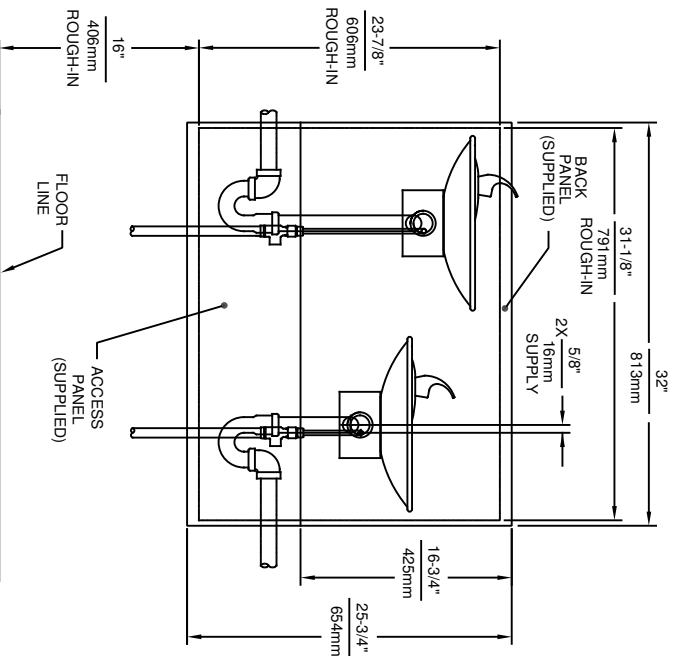 32"
813mm
31-1/8"
791mm
ROUGH-IN
BACK
PANEL
(SUPPLIED)
2X 5/8"
16mm
SUPPLY
23-7/8"
606mm
ROUGH-IN
16-3/4"
425mm
25-3/4"
654mm
16"
406mm
ROUGH-IN
FLOOR
LINE
ACCESS
PANEL
(SUPPLIED)